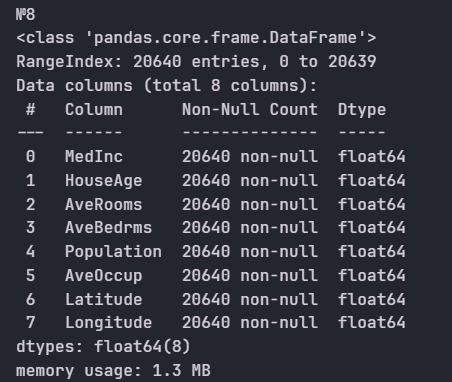 №8
<class 'pandas.core.frame.DataFrame'>
RangeIndex: 20640 entries, 0 to 20639
Data columns (total 8 columns):
 #   Column      Non-Null Count  Dtype
---  ------      --------------  -----
 0   MedInc      20640 non-null  float64
 1   HouseAge    20640 non-null  float64
 2   AveRooms    20640 non-null  float64
 3   AveBedrms   20640 non-null  float64
 4   Population  20640 non-null  float64
 5   AveOccup    20640 non-null  float64
 6   Latitude    20640 non-null  float64
 7   Longitude   20640 non-null  float64
dtypes: float64(8)
memory usage: 1.3 MB